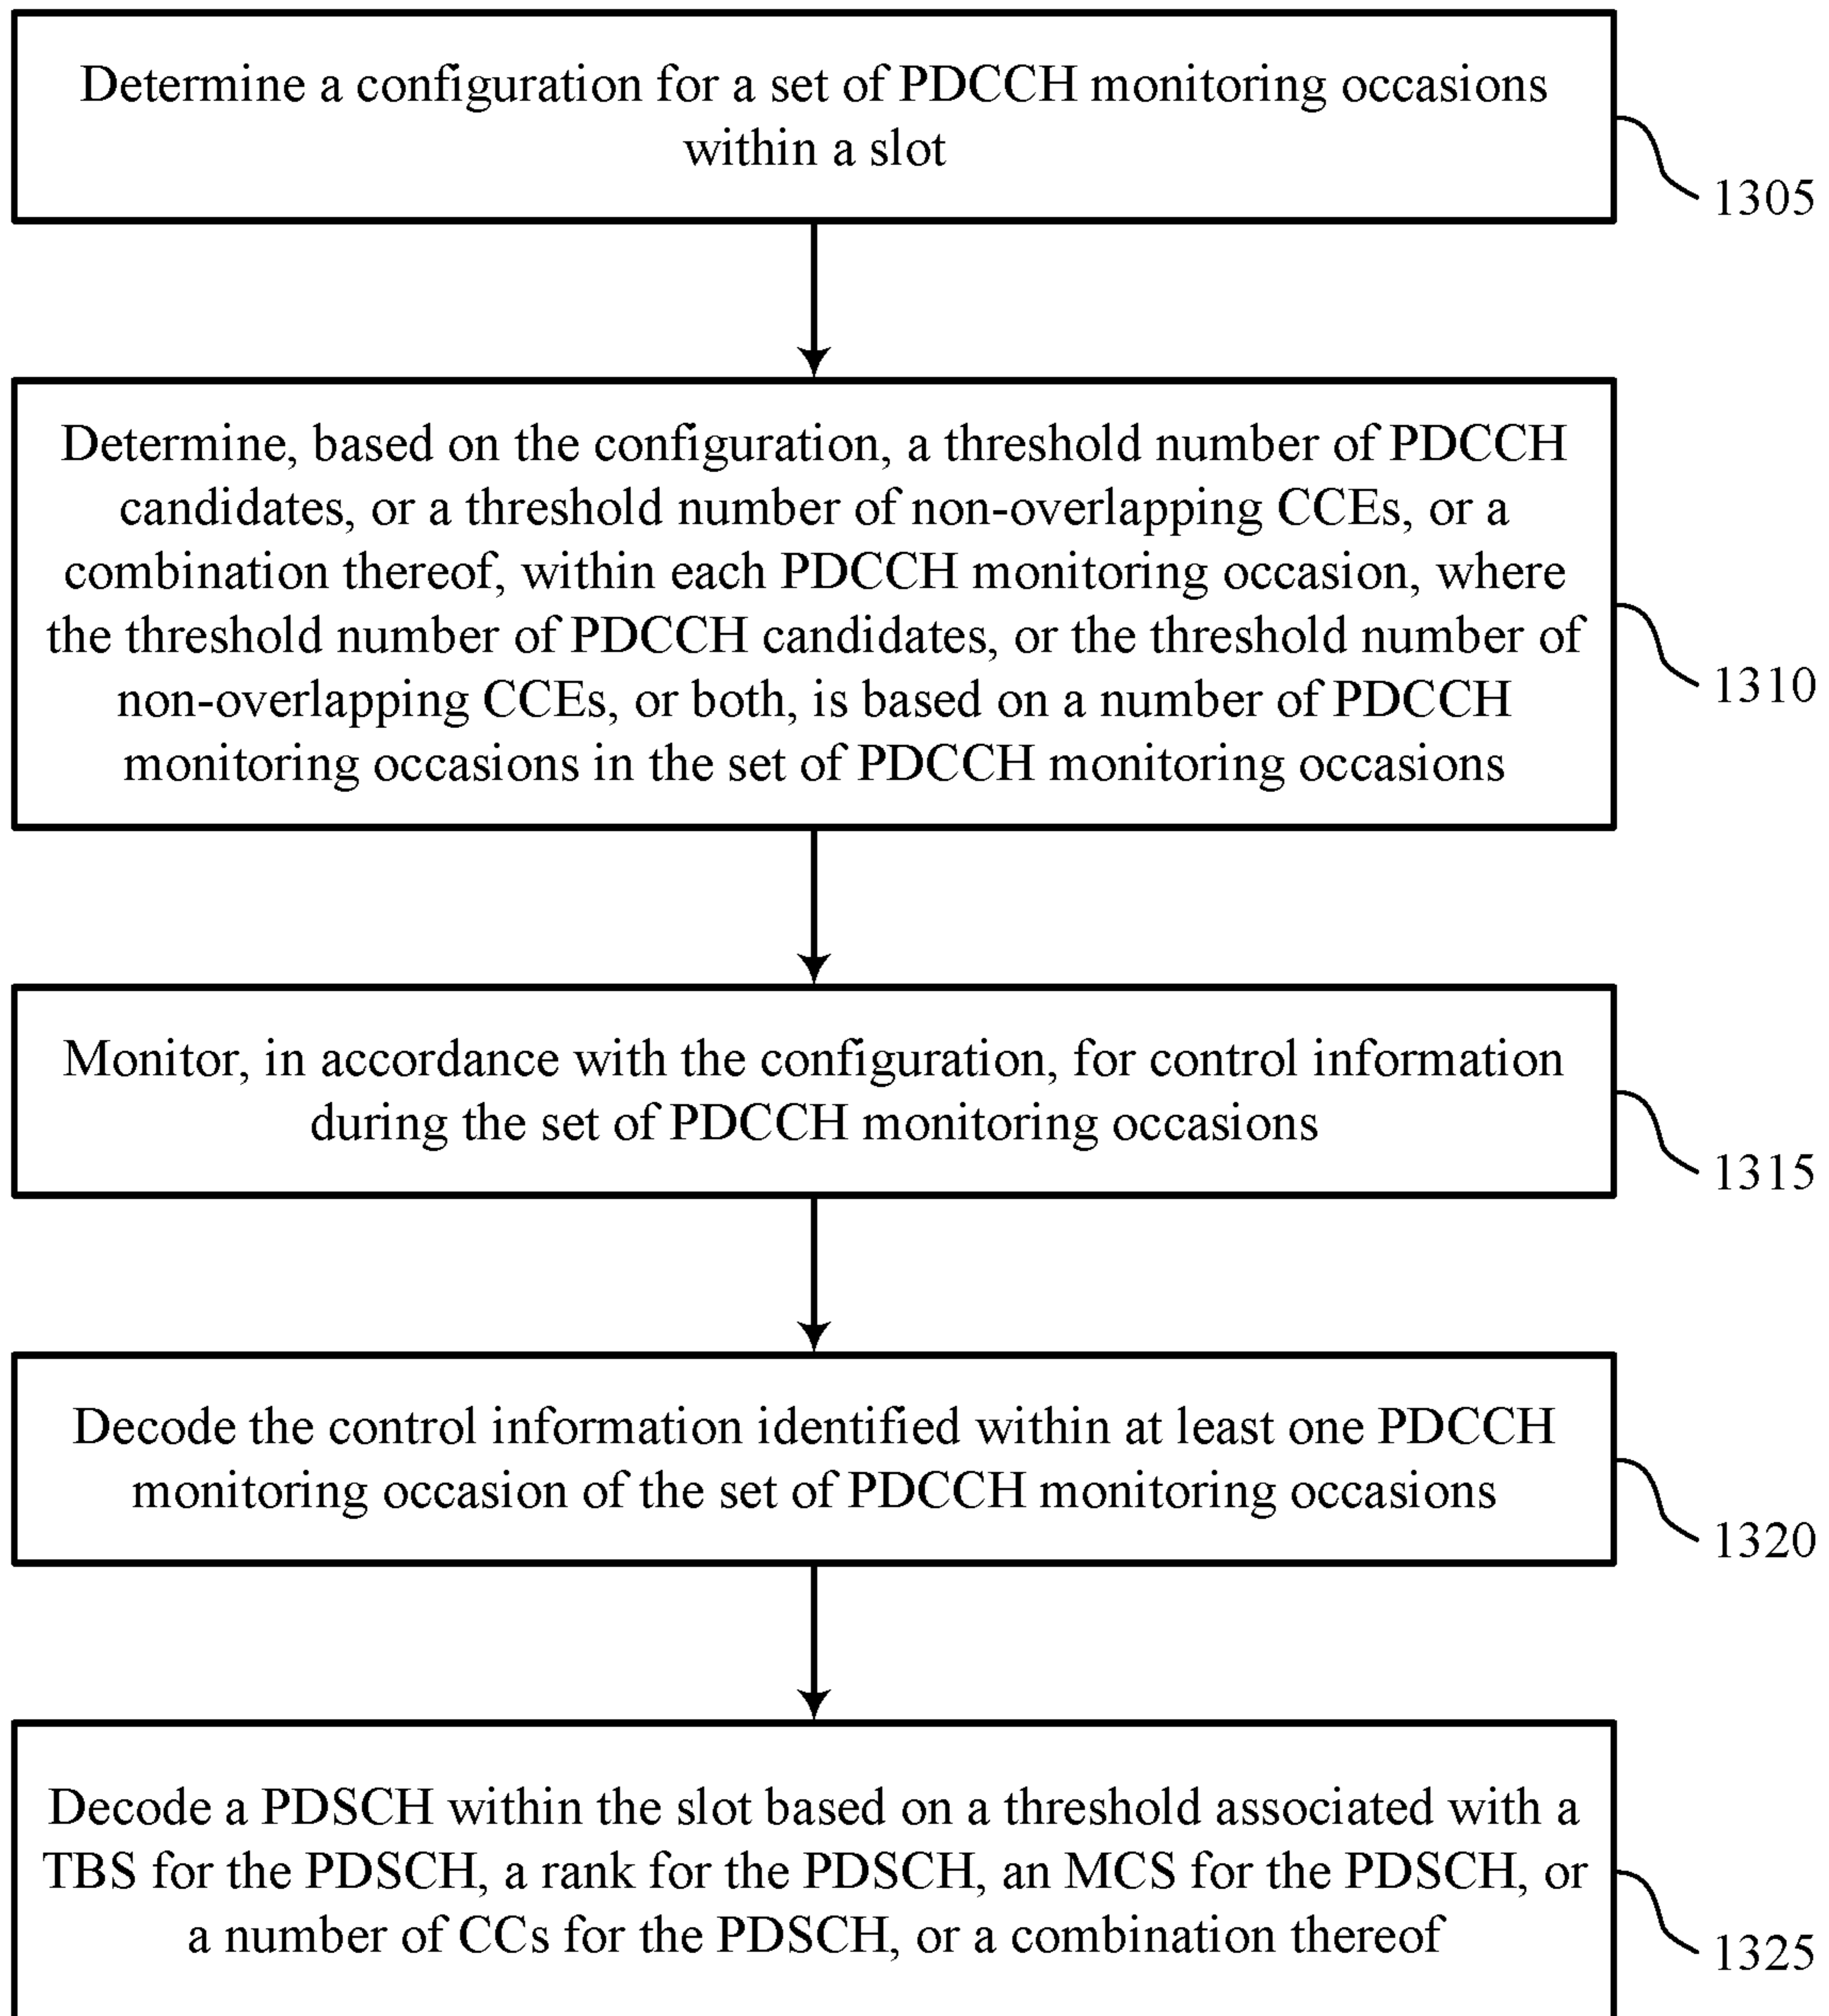 Determine a configuration for a set of PDCCH monitoring occasions
within a slot
1305
Determine, based on the configuration, a threshold number of PDCCH
candidates, or a threshold number of non-overlapping CCEs, or a
combination thereof, within each PDCCH monitoring occasion, where
the threshold number of PDCCH candidates, or the threshold number of
non-overlapping CCEs, or both, is based on a number of PDCCH
monitoring occasions in the set of PDCCH monitoring occasions
1310
Monitor, in accordance with the configuration, for control information
during the set of PDCCH monitoring occasions
1315
Decode the control information identified within at least one PDCCH
monitoring occasion of the set of PDCCH monitoring occasions
1320
Decode a PDSCH within the slot based on a threshold associated with a
TBS for the PDSCH, a rank for the PDSCH, an MCS for the PDSCH, or
a number of CCs for the PDSCH, or a combination thereof
1325